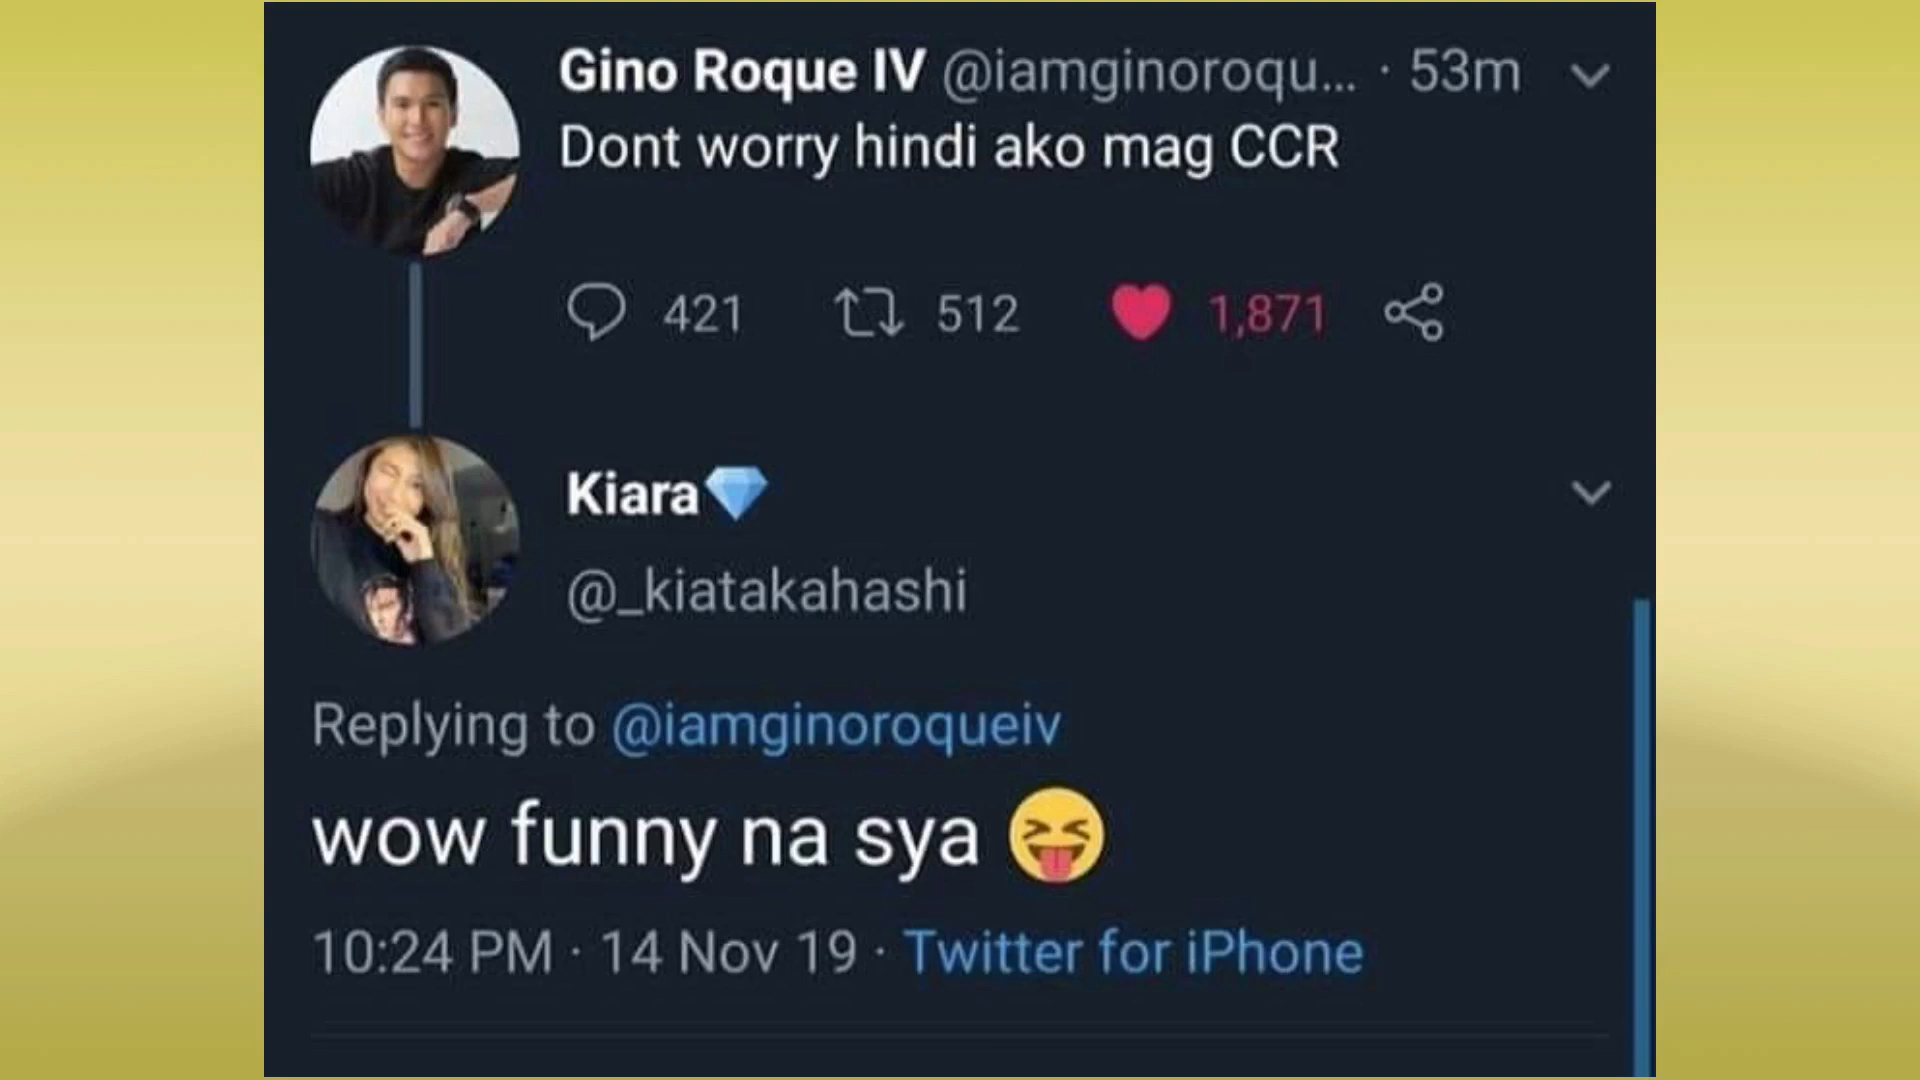 Gino Roque IV @iamginoroqu... · 53m
Dont worry hindi ako mag CCR
421 512 1,871
Kiara💎
@_kiatakahashi
Replying to @iamginoroqueiv
wow funny na sya 😝
10:24 PM · 14 Nov 19 · Twitter for iPhone